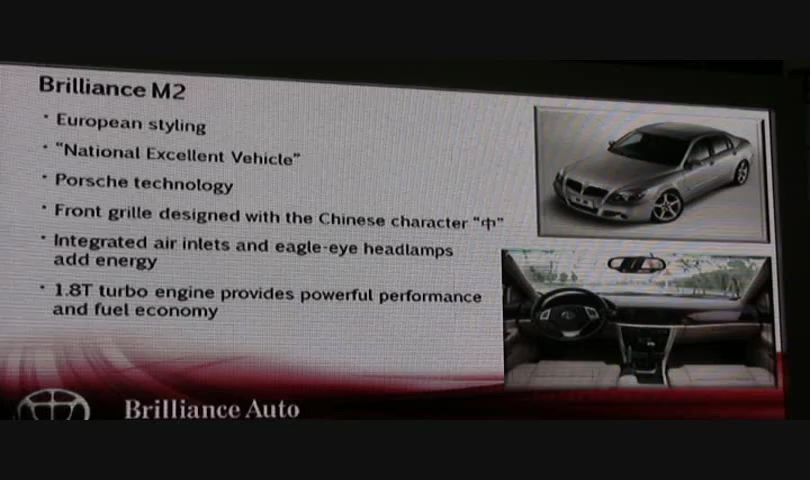 Brilliance M2
· European styling
· "National Excellent Vehicle"
· Porsche technology
· Front grille designed with the Chinese character "中"
· Integrated air inlets and eagle-eye headlamps
add energy
· 1.8T turbo engine provides powerful performance
and fuel economy
Brilliance Auto